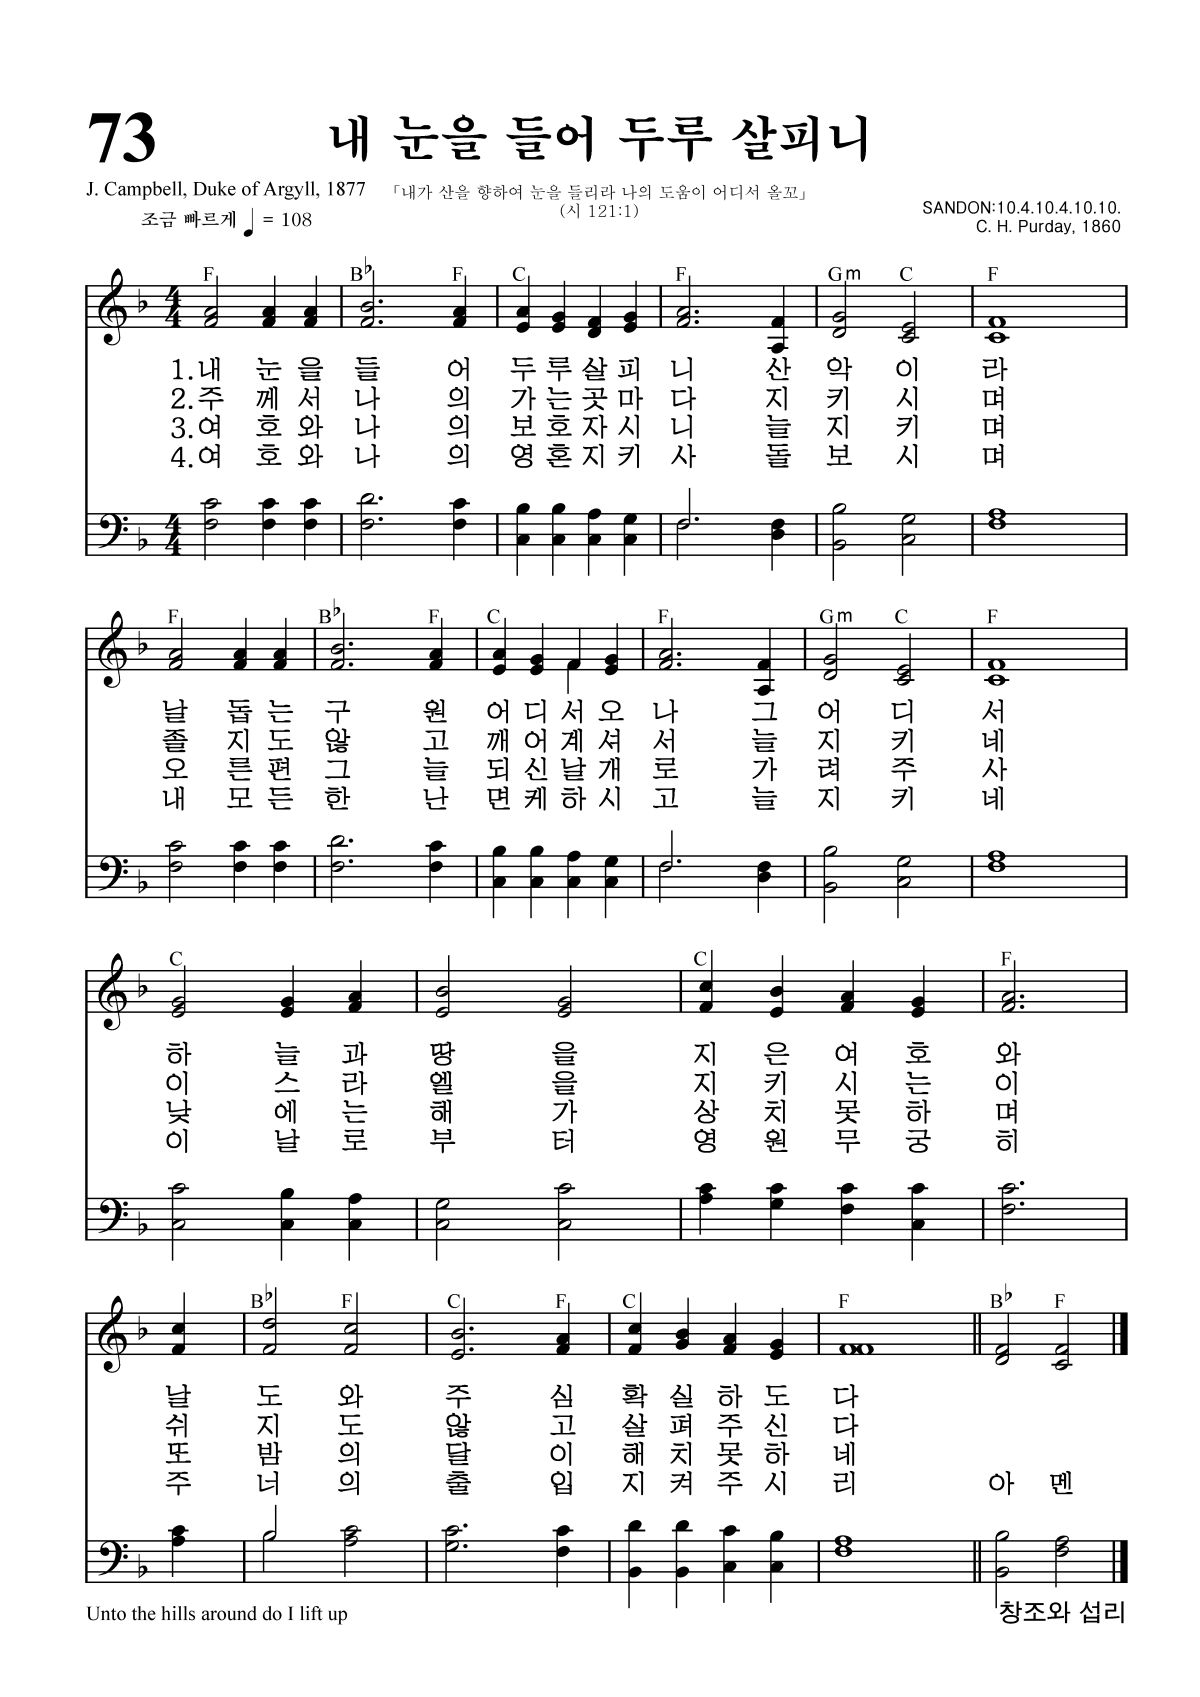 73
내 눈을 들어 두루 살피니
J. Campbell, Duke of Argyll, 1877
「내가 산을 향하여 눈을 들리라 나의 도움이 어디서 올꼬」
(시 121:1)
조금 빠르게 ♩ = 108
SANDON:10.4.10.4.10.10.
C. H. Purday, 1860
F B♭ F C F Gm C F
4 4
1.내 눈 을 들 어 두 루 살 피 니 산 악 이 라
2.주 께 서 나 의 가 는 곳 마 다 지 키 시 며
3.여 호 와 나 의 보 호 자 시 니 늘 지 키 며
4.여 호 와 나 의 영 혼 지 키 사 돌 보 시 며
4 4
F B♭ F C F Gm C F
날 돕 는 구 원 어 디 서 오 나 그 어 디 서
졸 지 도 않 고 깨 어 계 셔 서 늘 지 키 네
오 른 편 그 늘 되 신 날 개 로 가 려 주 사
내 모 든 한 난 면 케 하 시 고 늘 지 키 네
C C F
하 늘 과 땅 을 지 은 여 호 와
이 스 라 엘 을 지 키 시 는 이
낮 에 는 해 가 상 치 못 하 며
이 날 로 부 터 영 원 무 궁 히
B♭ F C F C F B♭ F
날 도 와 주 심 확 실 하 도 다
쉬 지 도 않 고 살 펴 주 신 다
또 밤 의 달 이 해 치 못 하 네
주 너 의 출 입 지 켜 주 시 리 아 멘
Unto the hills around do I lift up
창조와 섭리